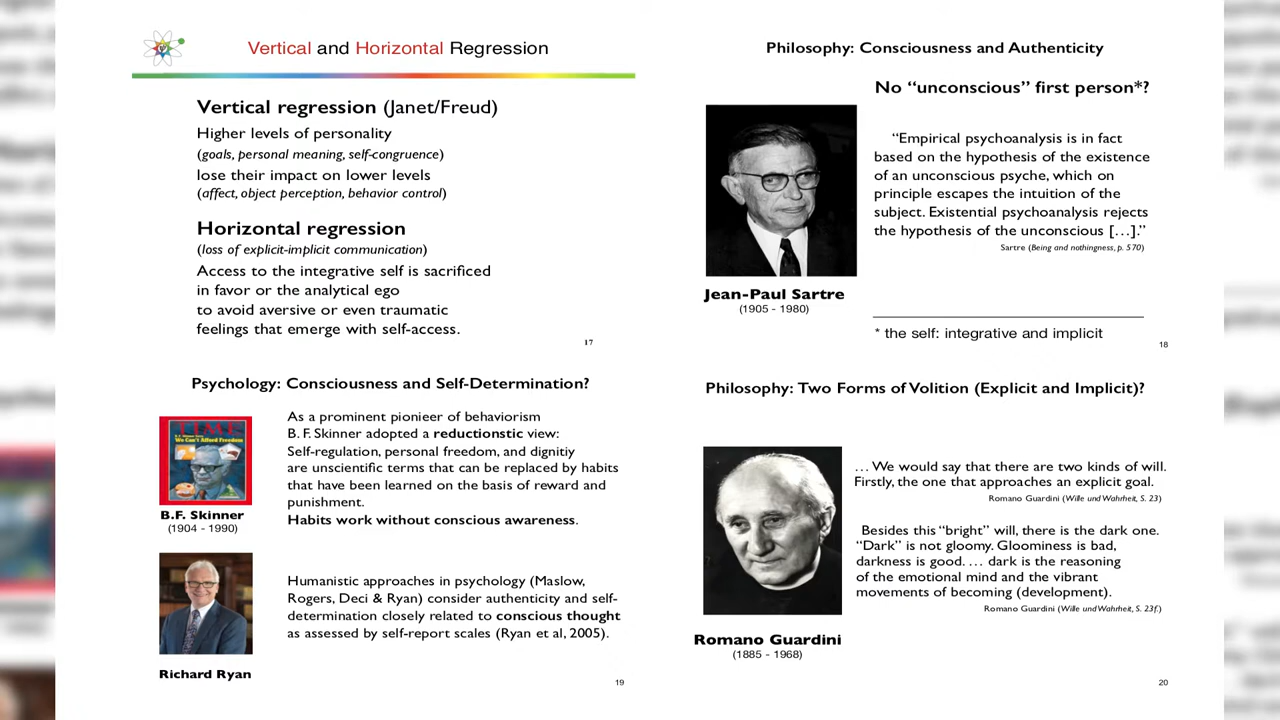 Vertical and Horizontal Regression
Vertical regression (Janet/Freud)
Higher levels of personality
(goals, personal meaning, self-congruence)
lose their impact on lower levels
(affect, object perception, behavior control)
Horizontal regression
(loss of explicit-implicit communication)
Access to the integrative self is sacrificed
in favor or the analytical ego
to avoid aversive or even traumatic
feelings that emerge with self-access.
17
Philosophy: Consciousness and Authenticity
No “unconscious” first person*?
“Empirical psychoanalysis is in fact
based on the hypothesis of the existence
of an unconscious psyche, which on
principle escapes the intuition of the
subject. Existential psychoanalysis rejects
the hypothesis of the unconscious […].”
Sartre (Being and nothingness, p. 570)
Jean-Paul Sartre
(1905 - 1980)
* the self: integrative and implicit
18
Psychology: Consciousness and Self-Determination?
TIME
We Can't Afford Freedom
B.F. Skinner
(1904 - 1990)
As a prominent pionieer of behaviorism
B. F. Skinner adopted a reductionstic view:
Self-regulation, personal freedom, and dignitiy
are unscientific terms that can be replaced by habits
that have been learned on the basis of reward and
punishment.
Habits work without conscious awareness.
Humanistic approaches in psychology (Maslow,
Rogers, Deci & Ryan) consider authenticity and self-
determination closely related to conscious thought
as assessed by self-report scales (Ryan et al, 2005).
Richard Ryan
19
Philosophy: Two Forms of Volition (Explicit and Implicit)?
… We would say that there are two kinds of will.
Firstly, the one that approaches an explicit goal.
Romano Guardini (Wille und Wahrheit, S. 23)
Besides this “bright” will, there is the dark one.
“Dark” is not gloomy. Gloominess is bad,
darkness is good. … dark is the reasoning
of the emotional mind and the vibrant
movements of becoming (development).
Romano Guardini (Wille und Wahrheit, S. 23f.)
Romano Guardini
(1885 - 1968)
20